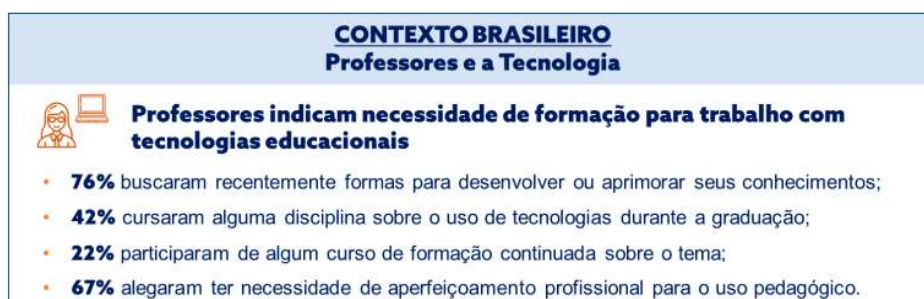 CONTEXTO BRASILEIRO
Professores e a Tecnologia
Professores indicam necessidade de formação para trabalho com
tecnologias educacionais
• 76% buscaram recentemente formas para desenvolver ou aprimorar seus conhecimentos;
• 42% cursaram alguma disciplina sobre o uso de tecnologias durante a graduação;
• 22% participaram de algum curso de formação continuada sobre o tema;
• 67% alegaram ter necessidade de aperfeiçoamento profissional para o uso pedagógico.